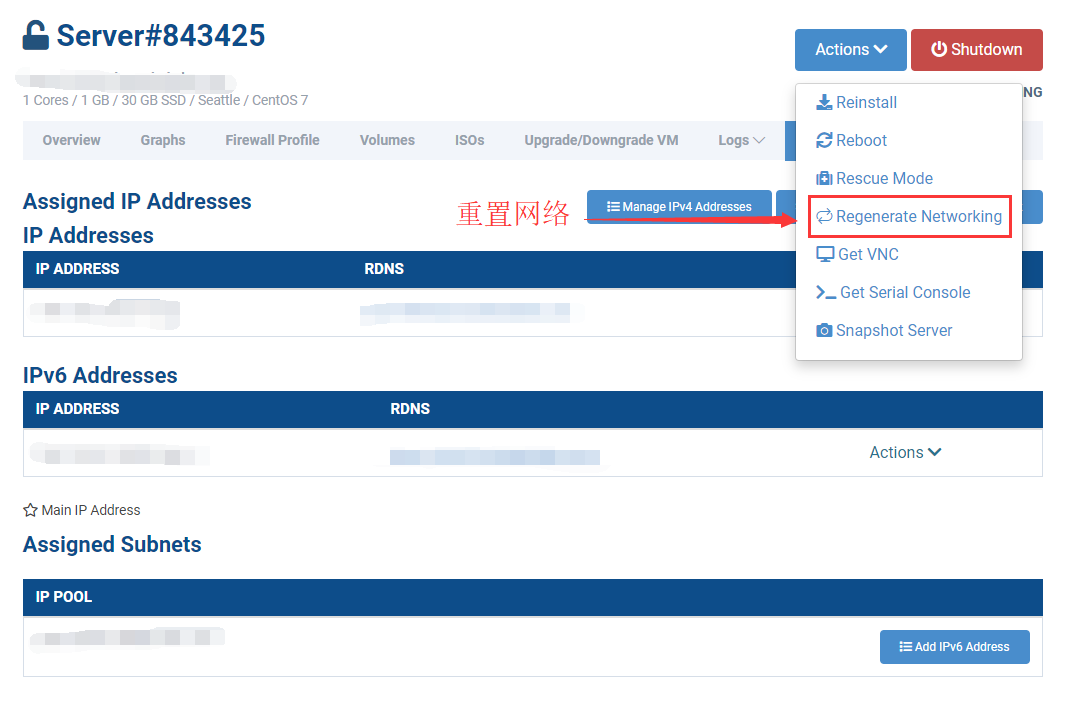 Server#843425
Actions
Shutdown
1 Cores / 1 GB / 30 GB SSD / Seattle / CentOS 7
NG
Reinstall
Reboot
Rescue Mode
Regenerate Networking
Get VNC
Get Serial Console
Snapshot Server
Overview Graphs Firewall Profile Volumes ISOs Upgrade/Downgrade VM Logs
Assigned IP Addresses
重置网络
Manage IPv4 Addresses
IP Addresses
IP ADDRESS RDNS
IPv6 Addresses
IP ADDRESS RDNS
Actions
Main IP Address
Assigned Subnets
IP POOL
Add IPv6 Address